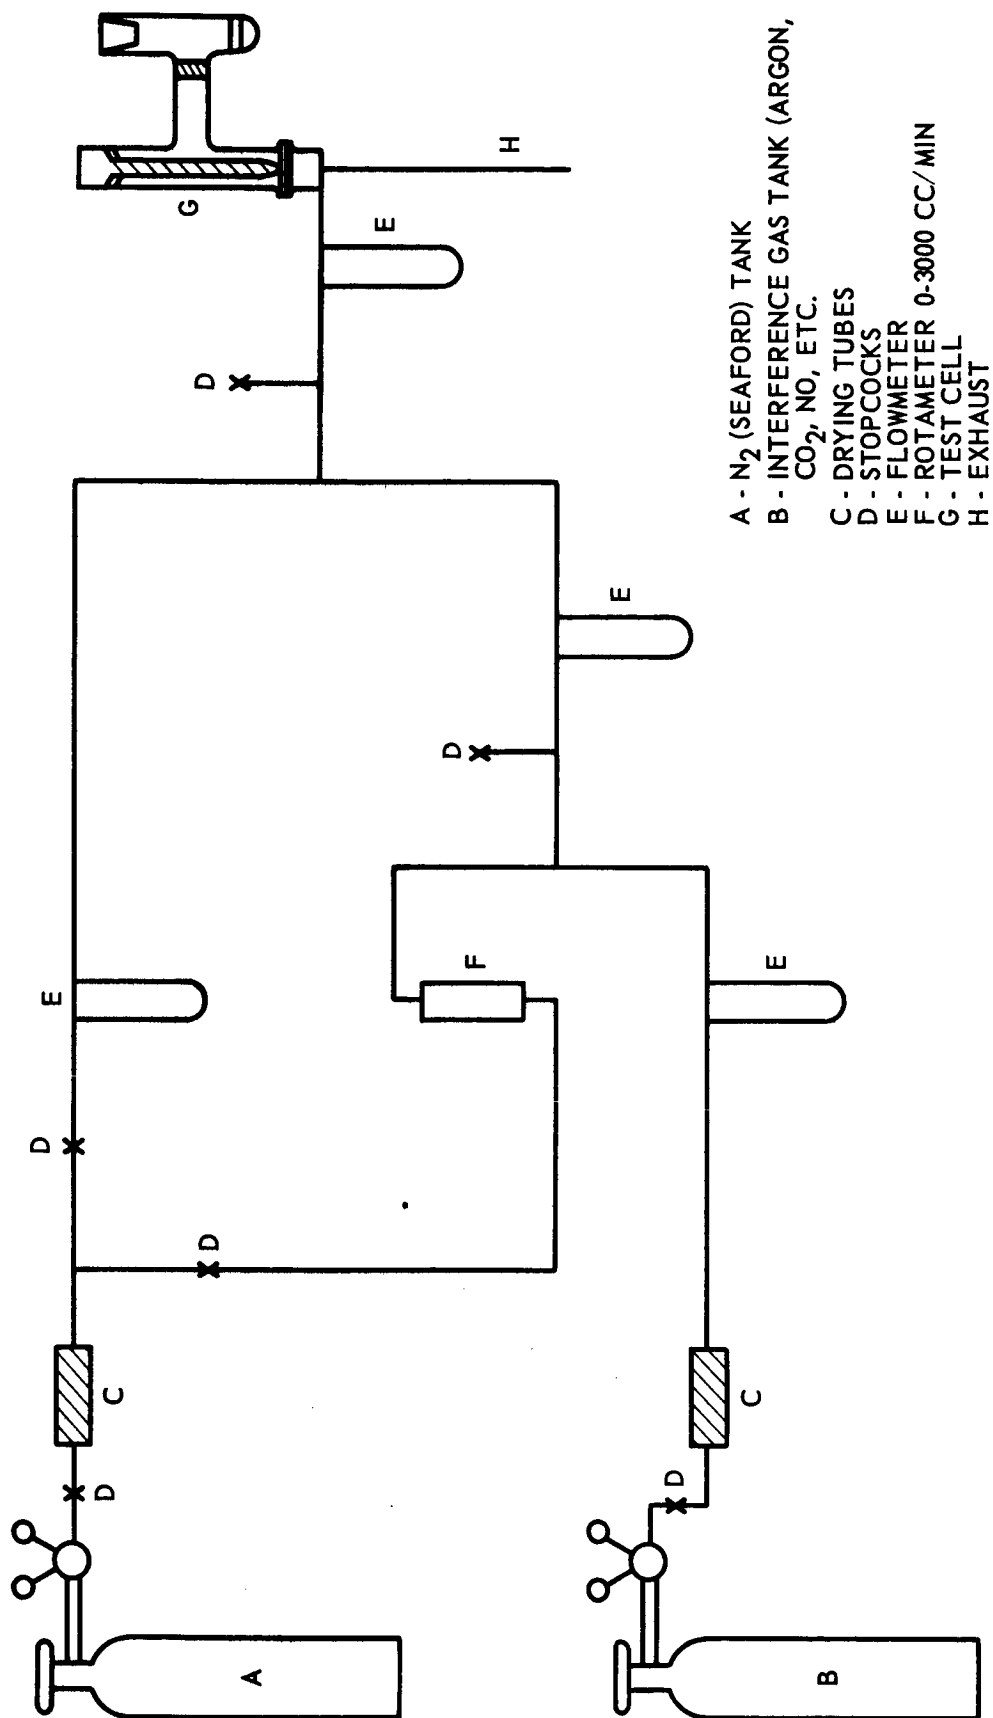 A
B
D
D
C
C
D
D
E
F
E
D
E
D
E
G
H
A - N2 (SEAFORD) TANK
B - INTERFERENCE GAS TANK (ARGON,
CO2, NO, ETC.
C - DRYING TUBES
D - STOPCOCKS
E - FLOWMETER
F - ROTAMETER 0-3000 CC/MIN
G - TEST CELL
H - EXHAUST